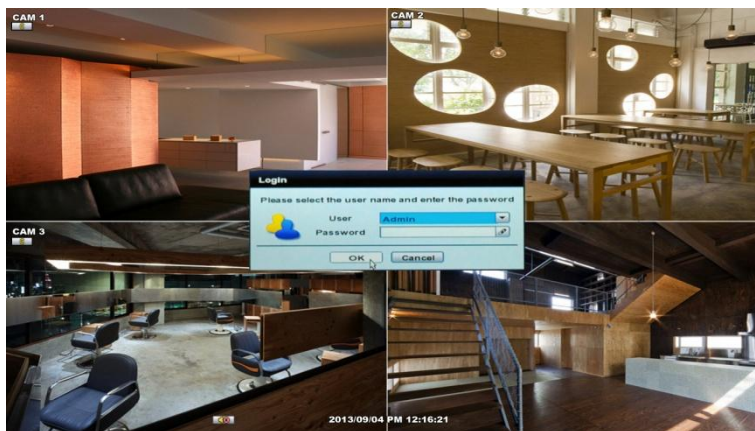 CAM 1
CAM 2
Login
Please select the user name and enter the password
User Admin
Password
OK Cancel
CAM 3
2013/09/04 PM 12:16:21